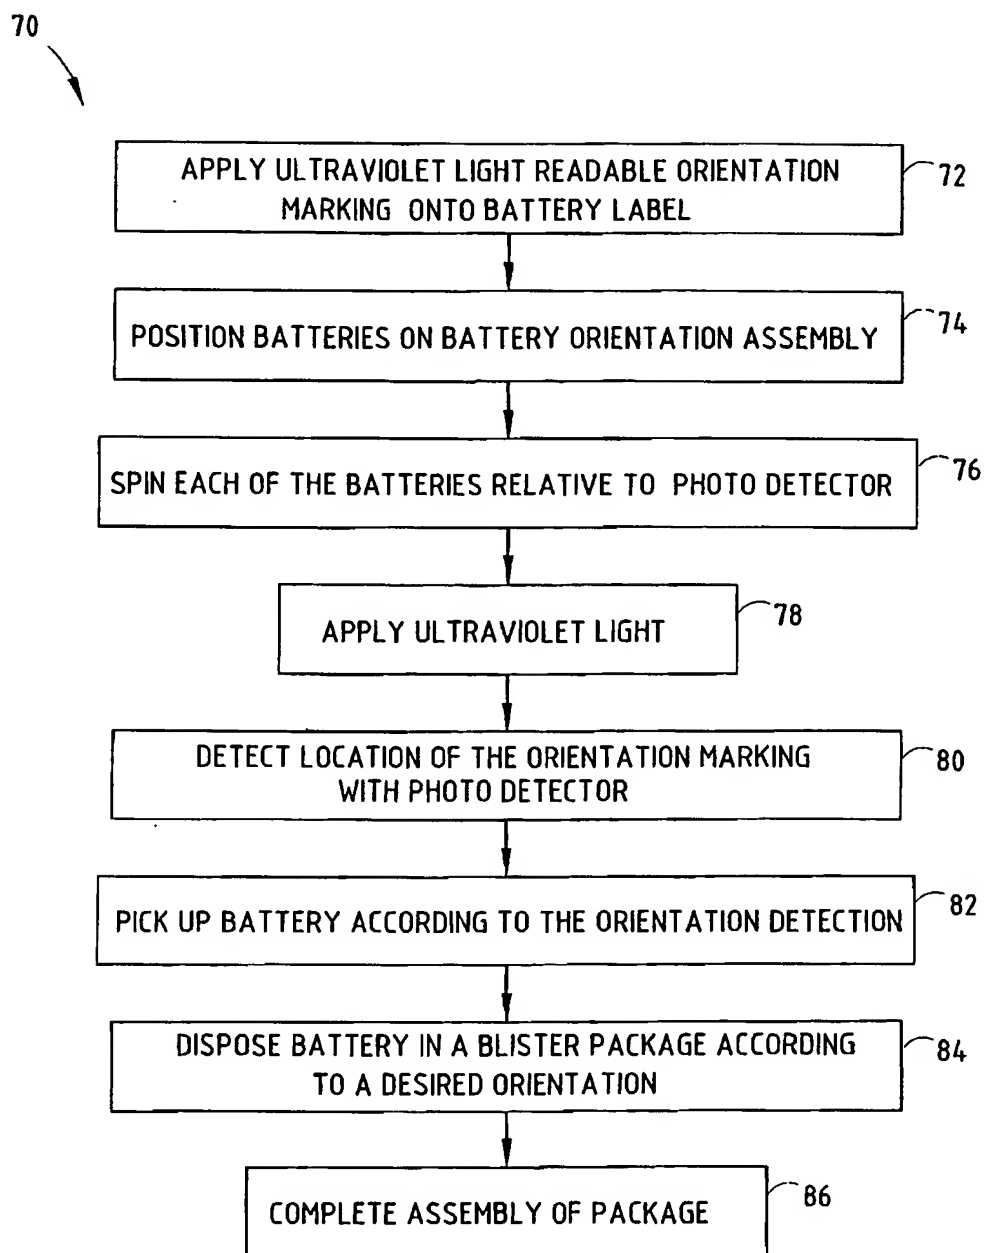 70
APPLY ULTRAVIOLET LIGHT READABLE ORIENTATION
MARKING ONTO BATTERY LABEL
72
POSITION BATTERIES ON BATTERY ORIENTATION ASSEMBLY
74
SPIN EACH OF THE BATTERIES RELATIVE TO PHOTO DETECTOR
76
APPLY ULTRAVIOLET LIGHT
78
DETECT LOCATION OF THE ORIENTATION MARKING
WITH PHOTO DETECTOR
80
PICK UP BATTERY ACCORDING TO THE ORIENTATION DETECTION
82
DISPOSE BATTERY IN A BLISTER PACKAGE ACCORDING
TO A DESIRED ORIENTATION
84
COMPLETE ASSEMBLY OF PACKAGE
86